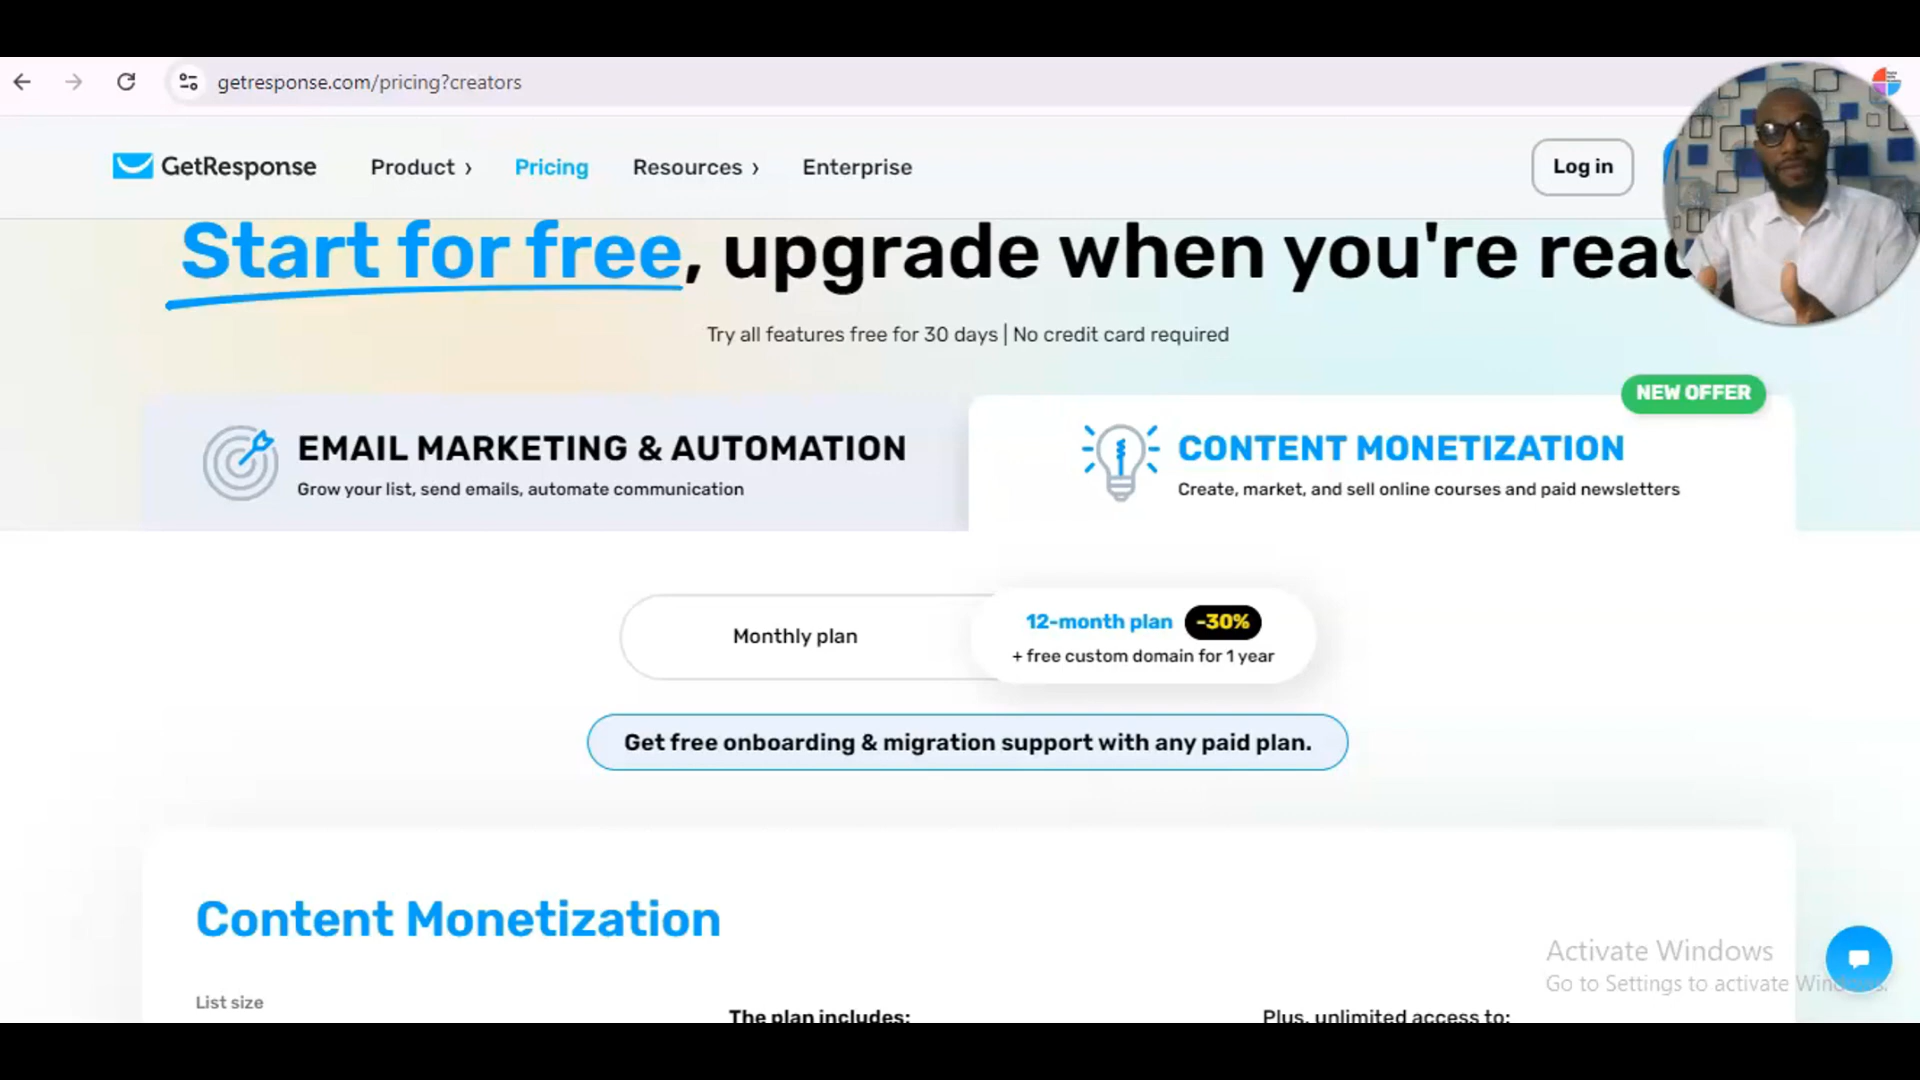 getresponse.com/pricing?creators
GetResponse Product › Pricing Resources › Enterprise Log in
Start for free, upgrade when you're
Try all features free for 30 days | No credit card required
NEW OFFER
EMAIL MARKETING & AUTOMATION
Grow your list, send emails, automate communication
CONTENT MONETIZATION
Create, market, and sell online courses and paid newsletters
Monthly plan
12-month plan -30%
+ free custom domain for 1 year
Get free onboarding & migration support with any paid plan.
Content Monetization
Activate Windows
Go to Settings to activate
List size
The plan includes:
Plus, unlimited access to: